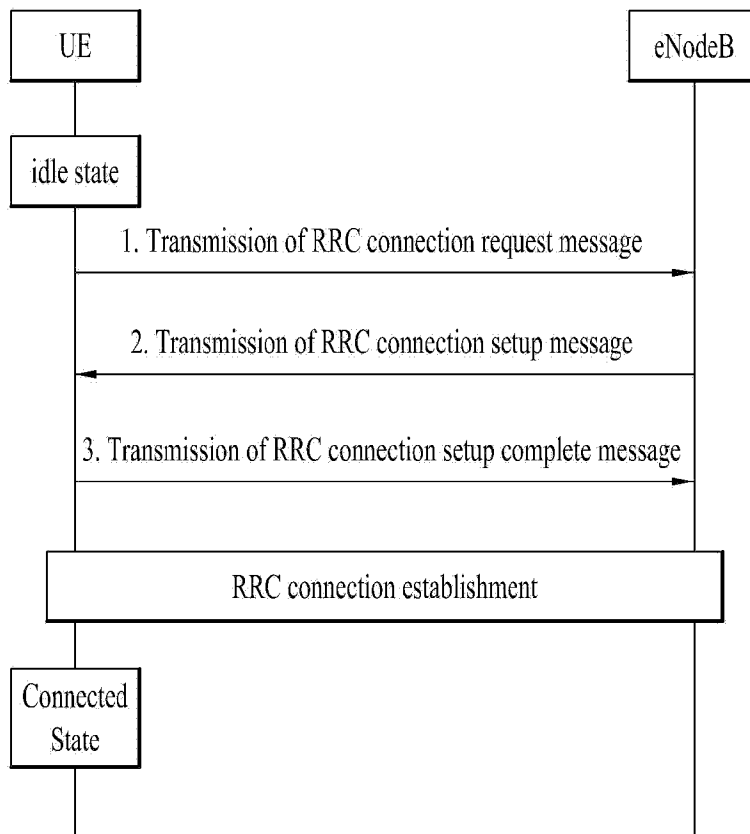 UE
eNodeB
idle state
1. Transmission of RRC connection request message
2. Transmission of RRC connection setup message
3. Transmission of RRC connection setup complete message
RRC connection establishment
Connected
State